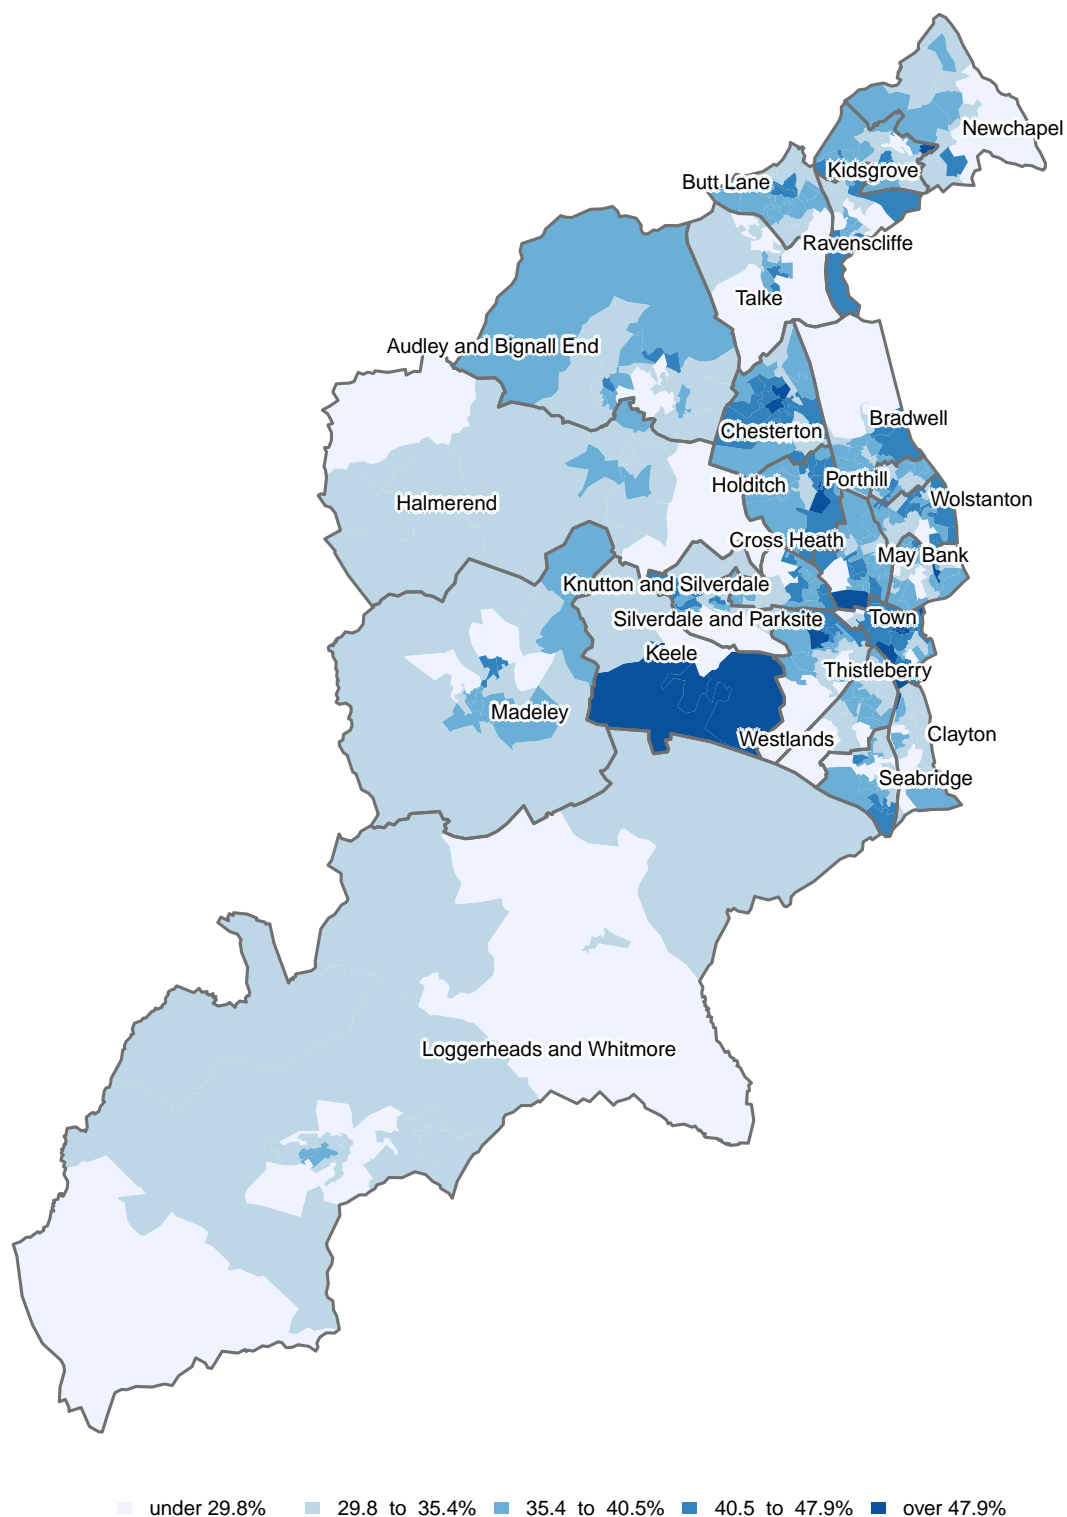 Newchapel
Kidsgrove
Butt Lane
Ravenscliffe
Talke
Audley and Bignall End
Bradwell
Chesterton
Porthill
Holditch
Wolstanton
Halmerend
Cross Heath
May Bank
Knutton and Silverdale
Silverdale and Parksite
Town
Keele
Thistleberry
Madeley
Westlands
Clayton
Seabridge
Loggerheads and Whitmore
under 29.8% 29.8 to 35.4% 35.4 to 40.5% 40.5 to 47.9% over 47.9%